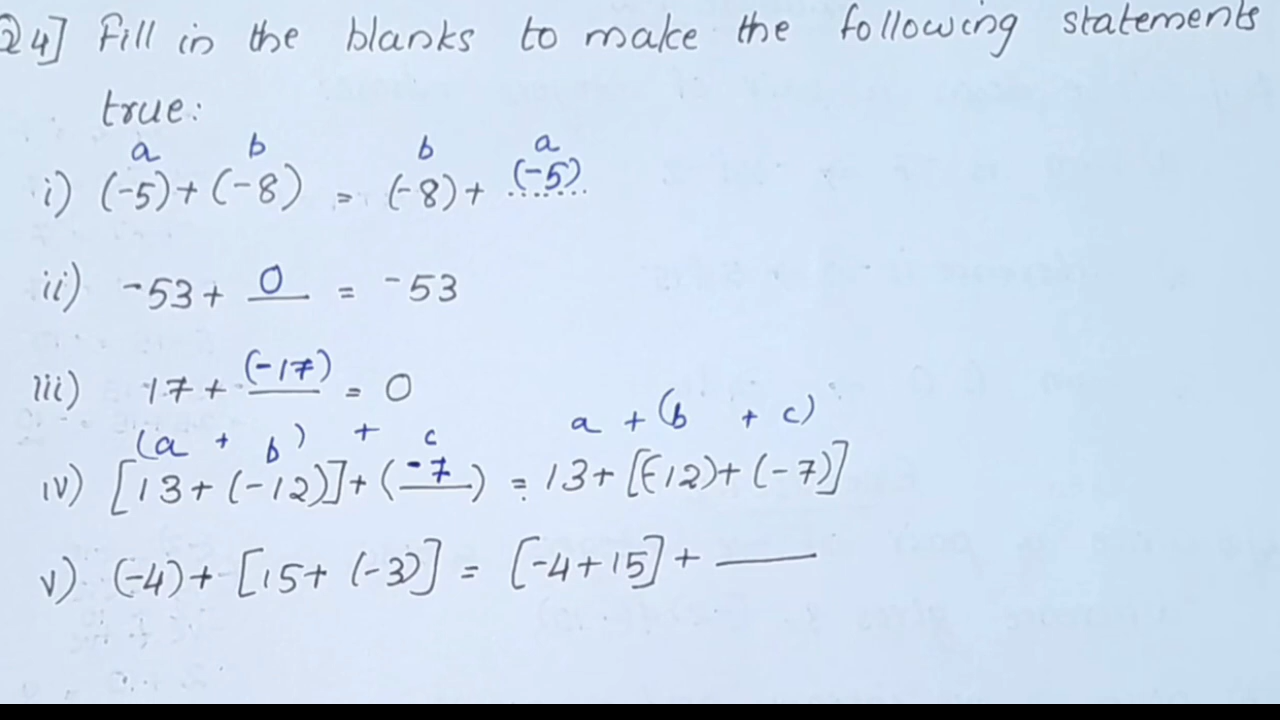 24] Fill in the blanks to make the following statements
true:
a b b a
i) (-5)+(-8) = (-8)+ (-5)
ii) -53+ 0 = -53
iii) 17+ (-17) = 0
(a + b) + c a + (b + c)
iv) [13+(-12)]+(-7) = 13+[(-12)+(-7)]
v) (-4)+[15+(-3)] = [-4+15]+ ____